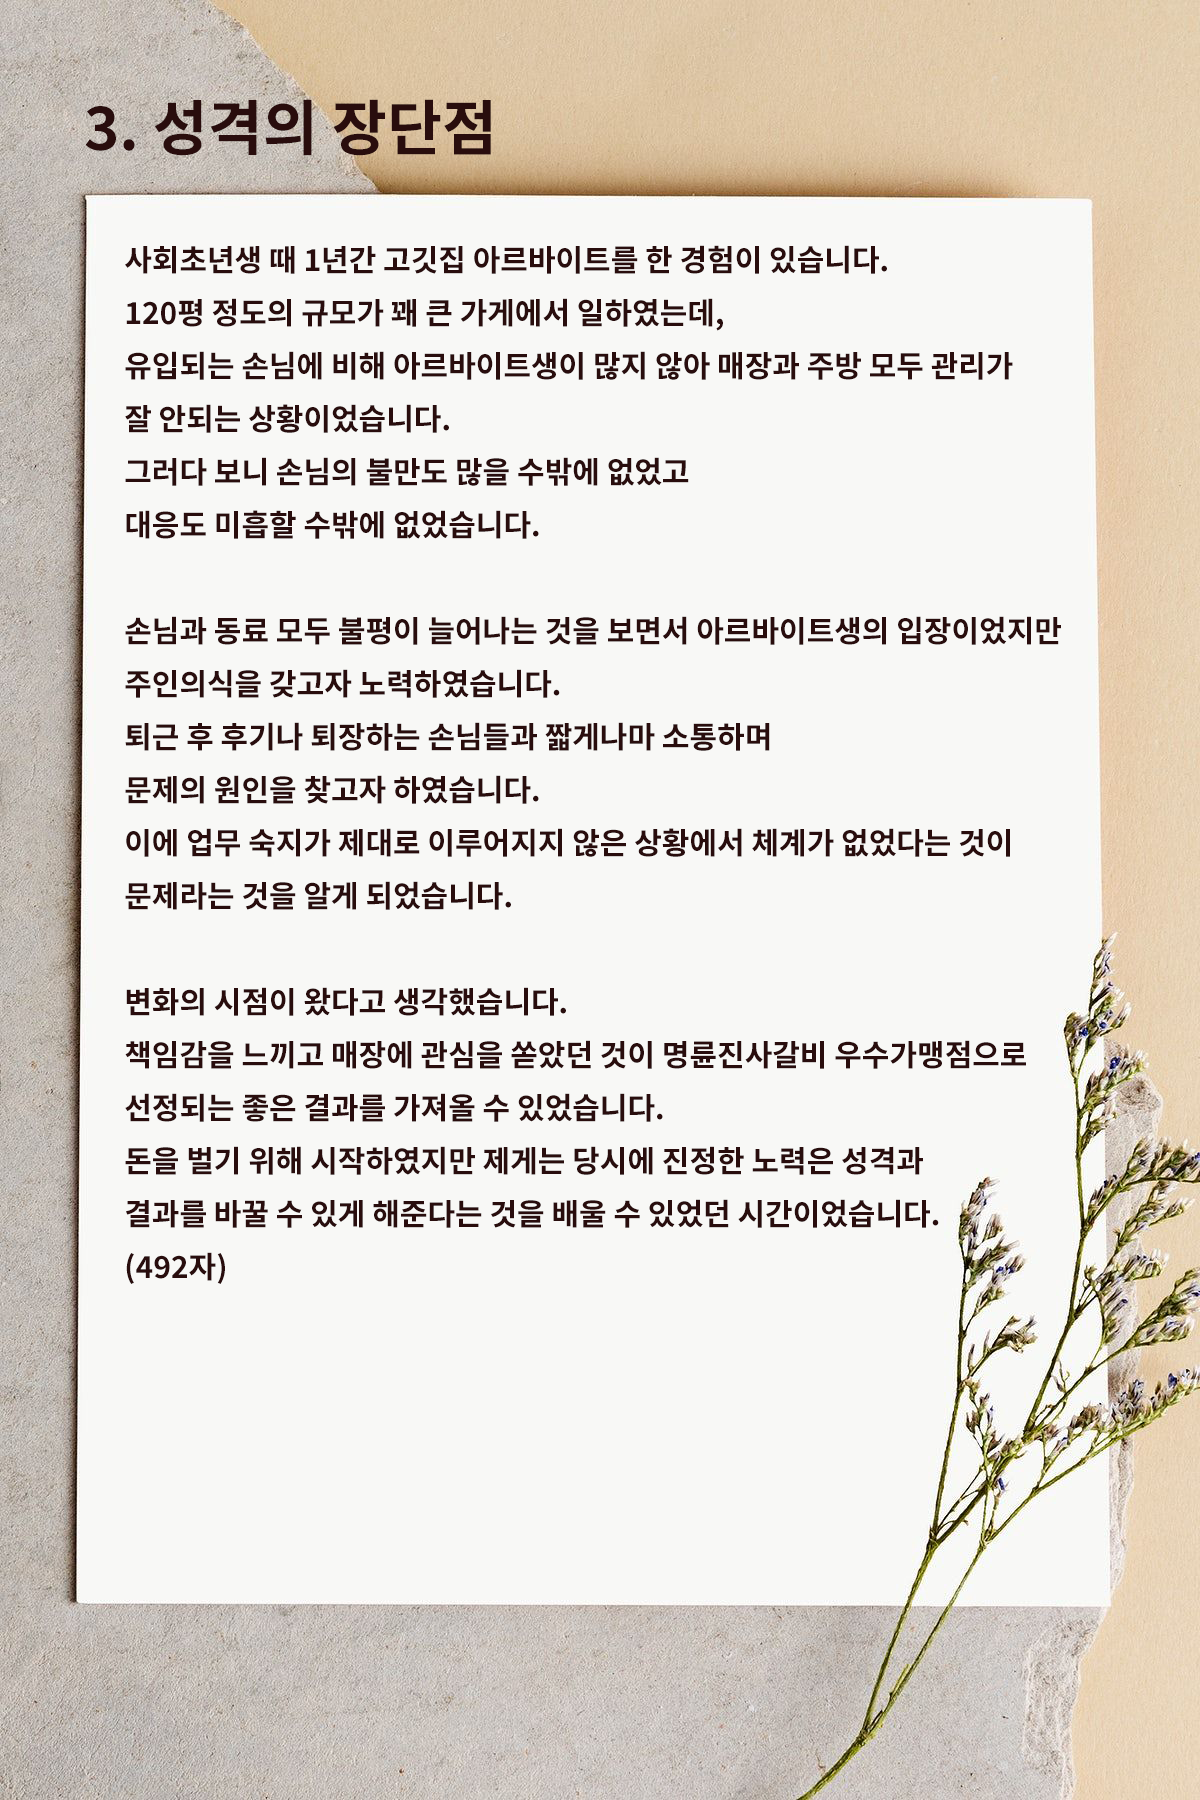 3. 성격의 장단점
사회초년생 때 1년간 고깃집 아르바이트를 한 경험이 있습니다.
120평 정도의 규모가 꽤 큰 가게에서 일하였는데,
유입되는 손님에 비해 아르바이트생이 많지 않아 매장과 주방 모두 관리가
잘 안되는 상황이었습니다.
그러다 보니 손님의 불만도 많을 수밖에 없었고
대응도 미흡할 수밖에 없었습니다.
손님과 동료 모두 불평이 늘어나는 것을 보면서 아르바이트생의 입장이었지만
주인의식을 갖고자 노력하였습니다.
퇴근 후 후기나 퇴장하는 손님들과 짧게나마 소통하며
문제의 원인을 찾고자 하였습니다.
이에 업무 숙지가 제대로 이루어지지 않은 상황에서 체계가 없었다는 것이
문제라는 것을 알게 되었습니다.
변화의 시점이 왔다고 생각했습니다.
책임감을 느끼고 매장에 관심을 쏟았던 것이 명륜진사갈비 우수가맹점으로
선정되는 좋은 결과를 가져올 수 있었습니다.
돈을 벌기 위해 시작하였지만 제게는 당시에 진정한 노력은 성격과
결과를 바꿀 수 있게 해준다는 것을 배울 수 있었던 시간이었습니다.
(492자)